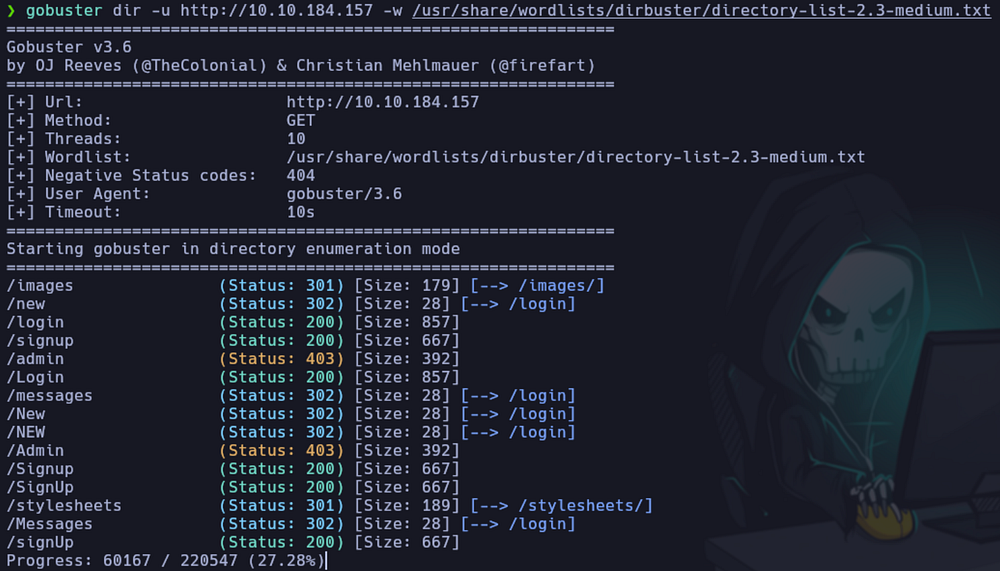 ❯ gobuster dir -u http://10.10.184.157 -w /usr/share/wordlists/dirbuster/directory-list-2.3-medium.txt
===============================================================
Gobuster v3.6
by OJ Reeves (@TheColonial) & Christian Mehlmauer (@firefart)
===============================================================
[+] Url:                     http://10.10.184.157
[+] Method:                  GET
[+] Threads:                 10
[+] Wordlist:                /usr/share/wordlists/dirbuster/directory-list-2.3-medium.txt
[+] Negative Status codes:   404
[+] User Agent:              gobuster/3.6
[+] Timeout:                 10s
===============================================================
Starting gobuster in directory enumeration mode
===============================================================
/images               (Status: 301) [Size: 179] [--> /images/]
/new                  (Status: 302) [Size: 28] [--> /login]
/login                (Status: 200) [Size: 857]
/signup               (Status: 200) [Size: 667]
/admin                (Status: 403) [Size: 392]
/Login                (Status: 200) [Size: 857]
/messages             (Status: 302) [Size: 28] [--> /login]
/New                  (Status: 302) [Size: 28] [--> /login]
/NEW                  (Status: 302) [Size: 28] [--> /login]
/Admin                (Status: 403) [Size: 392]
/Signup               (Status: 200) [Size: 667]
/SignUp               (Status: 200) [Size: 667]
/stylesheets          (Status: 301) [Size: 189] [--> /stylesheets/]
/Messages             (Status: 302) [Size: 28] [--> /login]
/signUp               (Status: 200) [Size: 667]
Progress: 60167 / 220547 (27.28%)